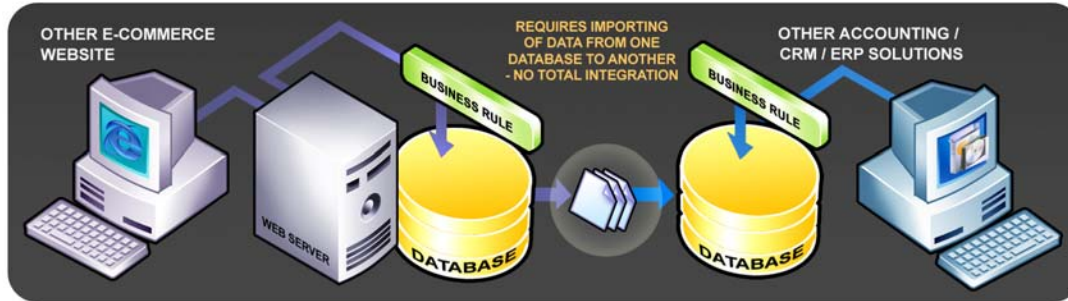 OTHER E-COMMERCE
WEBSITE
REQUIRES IMPORTING
OF DATA FROM ONE
DATABASE TO ANOTHER
- NO TOTAL INTEGRATION
OTHER ACCOUNTING /
CRM / ERP SOLUTIONS
BUSINESS RULE
BUSINESS RULE
WEB SERVER
DATABASE
DATABASE